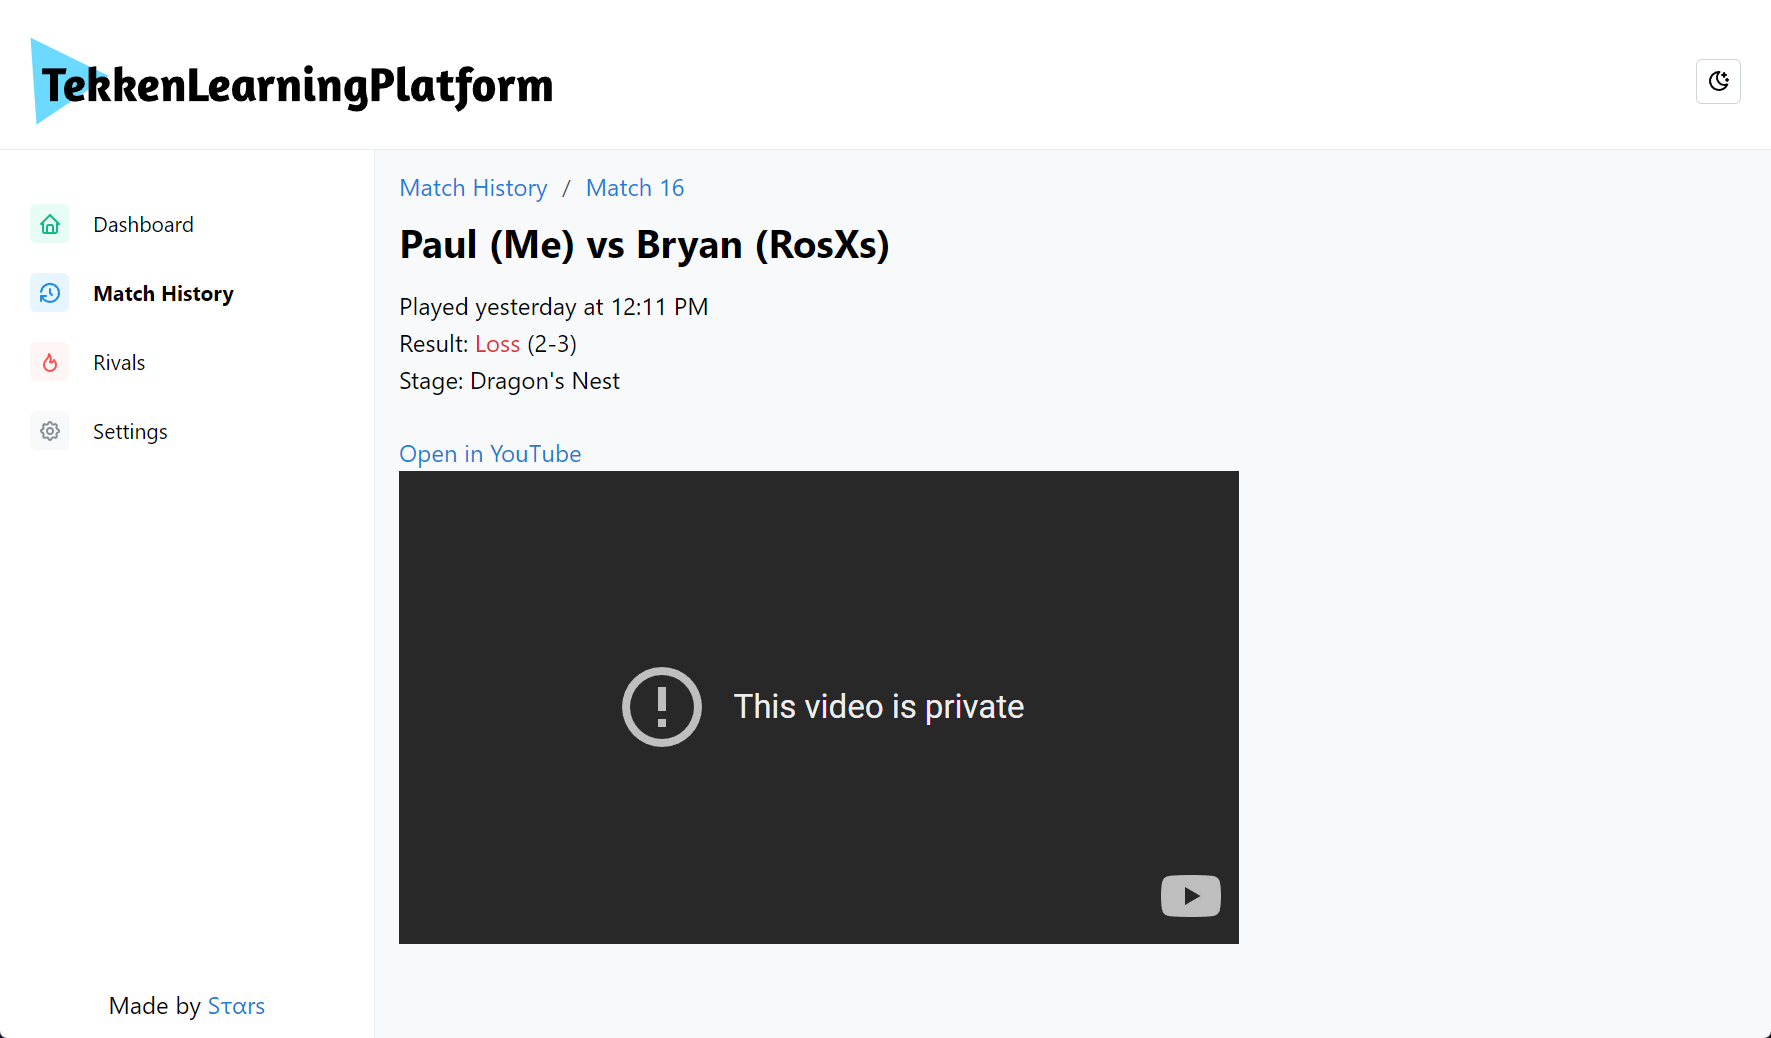 TekkenLearningPlatform
Dashboard
Match History
Rivals
Settings
Made by Sταrs
Match History / Match 16
Paul (Me) vs Bryan (RosXs)
Played yesterday at 12:11 PM
Result: Loss (2-3)
Stage: Dragon's Nest
Open in YouTube
This video is private